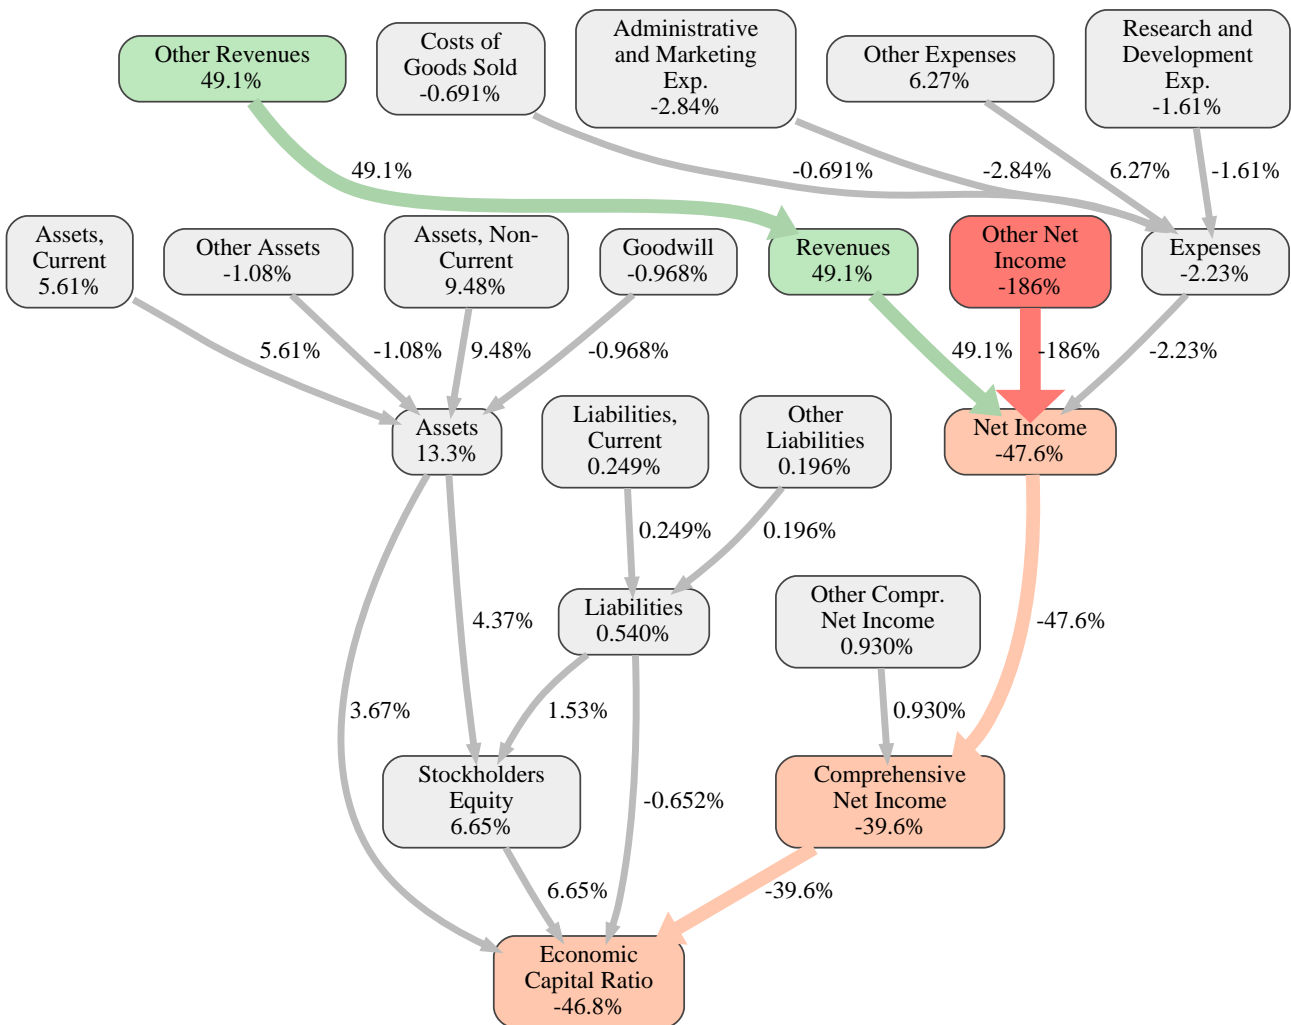 Other Revenues
49.1%
Costs of
Goods Sold
-0.691%
Administrative
and Marketing
Exp.
-2.84%
Other Expenses
6.27%
Research and
Development
Exp.
-1.61%
49.1%
-0.691%
-2.84%
6.27%
-1.61%
Assets,
Current
5.61%
Other Assets
-1.08%
Assets, Non-
Current
9.48%
Goodwill
-0.968%
Revenues
49.1%
Other Net
Income
-186%
Expenses
-2.23%
5.61%
-1.08%
9.48%
-0.968%
49.1%
-186%
-2.23%
Assets
13.3%
Liabilities,
Current
0.249%
Other
Liabilities
0.196%
Net Income
-47.6%
0.249%
0.196%
Liabilities
0.540%
Other Compr.
Net Income
0.930%
4.37%
-47.6%
3.67%
1.53%
0.930%
Stockholders
Equity
6.65%
-0.652%
Comprehensive
Net Income
-39.6%
6.65%
-39.6%
Economic
Capital Ratio
-46.8%